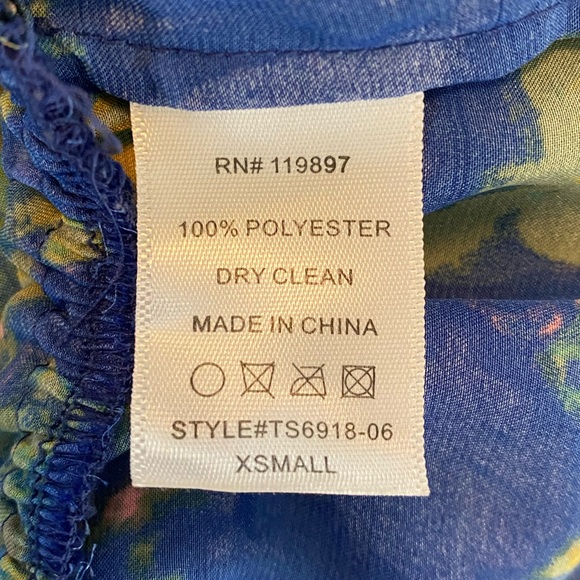 RN# 119897
100% POLYESTER
DRY CLEAN
MADE IN CHINA
STYLE#TS6918-06
XSMALL